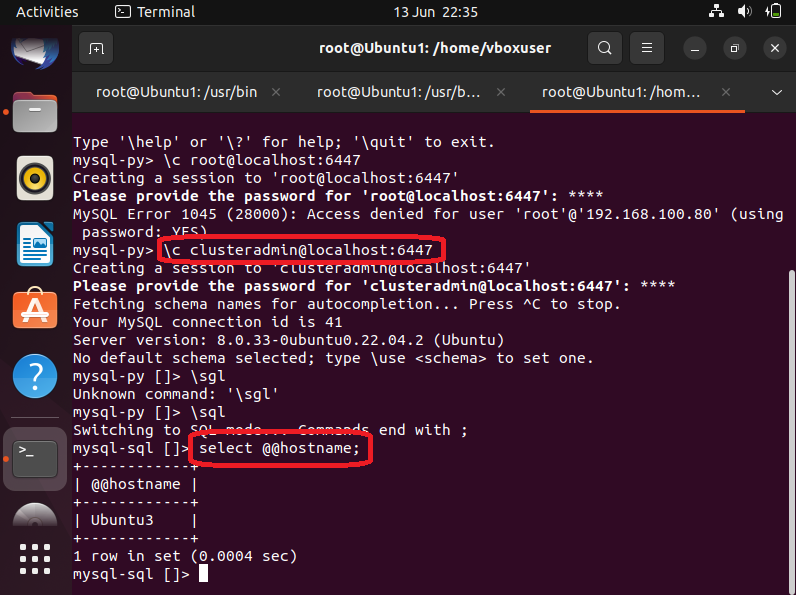 Activities
Terminal
13 Jun 22:35
root@Ubuntu1: /home/vboxuser
root@Ubuntu1: /usr/bin
root@Ubuntu1: /usr/b...
root@Ubuntu1: /hom...
Type '\help' or '\?' for help; '\quit' to exit.
mysql-py> \c root@localhost:6447
Creating a session to 'root@localhost:6447'
Please provide the password for 'root@localhost:6447': ****
MySQL Error 1045 (28000): Access denied for user 'root'@'192.168.100.80' (using
password: YES)
mysql-py> \c clusteradmin@localhost:6447
Creating a session to 'clusteradmin@localhost:6447'
Please provide the password for 'clusteradmin@localhost:6447': ****
Fetching schema names for autocompletion... Press ^C to stop.
Your MySQL connection id is 41
Server version: 8.0.33-0ubuntu0.22.04.2 (Ubuntu)
No default schema selected; type \use <schema> to set one.
mysql-py []> \sgl
Unknown command: '\sgl'
mysql-py []> \sql
Switching to SQL mode... Commands end with ;
mysql-sql []> select @@hostname;
+------------+
| @@hostname |
+------------+
| Ubuntu3    |
+------------+
1 row in set (0.0004 sec)
mysql-sql []>